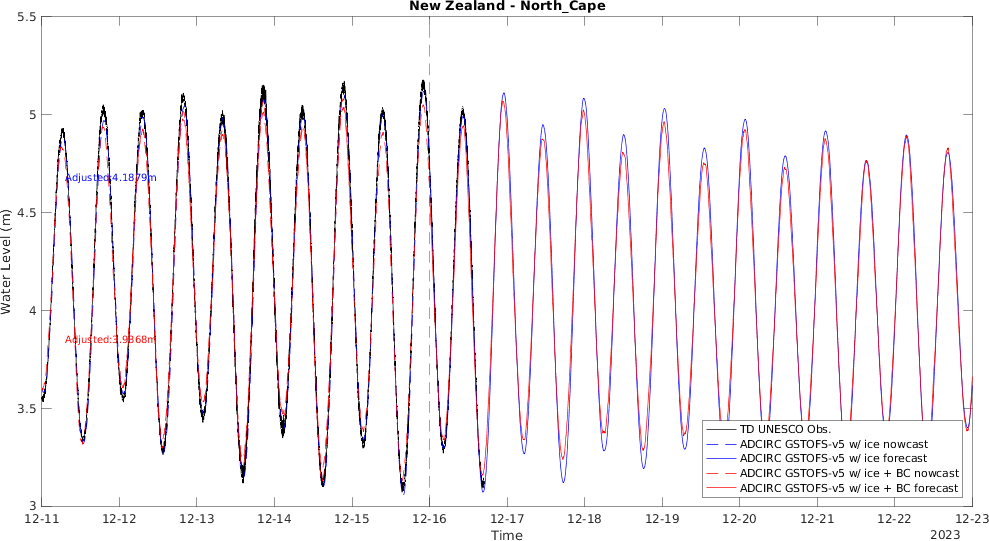 New Zealand - North_Cape
5.5
5
4.5
4
3.5
3
Water Level (m)
Adjusted:4.1879m
Adjusted:3.9368m
TD UNESCO Obs.
ADCIRC GSTOFS-v5 w/ ice nowcast
ADCIRC GSTOFS-v5 w/ ice forecast
ADCIRC GSTOFS-v5 w/ ice + BC nowcast
ADCIRC GSTOFS-v5 w/ ice + BC forecast
12-11 12-12 12-13 12-14 12-15 12-16 12-17 12-18 12-19 12-20 12-21 12-22 12-23
Time
2023